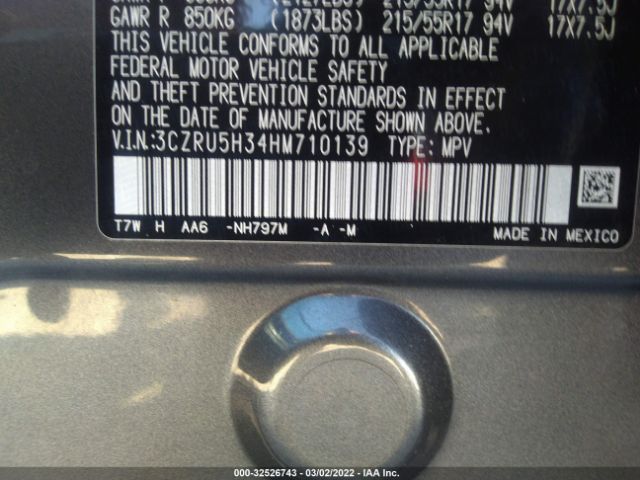 GAWR R 850KG (1873LBS) 215/55R17 94V 17X7.5J
THIS VEHICLE CONFORMS TO ALL APPLICABLE
FEDERAL MOTOR VEHICLE SAFETY
AND THEFT PREVENTION STANDARDS IN EFFECT
ON THE DATE OF MANUFACTURE SHOWN ABOVE.
V.I.N:3CZRU5H34HM710139 TYPE: MPV
T7W H AA6 -NH797M -A -M MADE IN MEXICO
000-32526743 / 03/02/2022 / Copart, IAAI